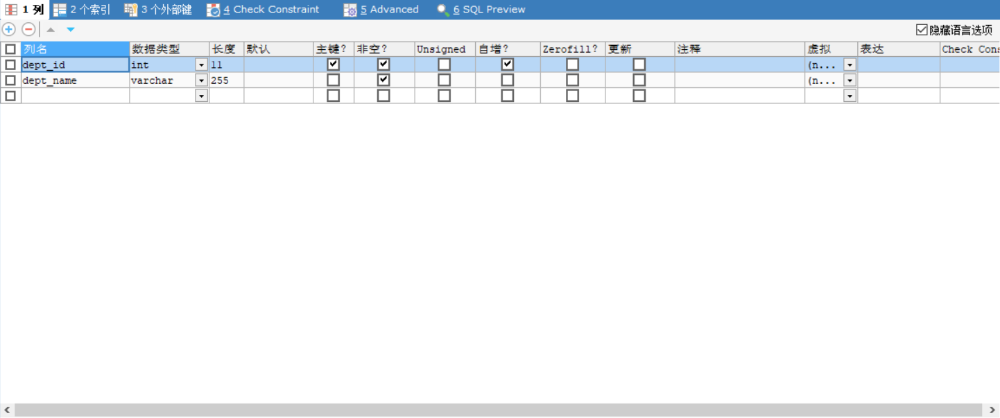 1 列 2 个索引 3 个外部键 4 Check Constraint 5 Advanced 6 SQL Preview
隐藏语言选项
列名 数据类型 长度 默认 主键? 非空? Unsigned 自增? Zerofill? 更新 注释 虚拟 表达 Check Cons
dept_id int 11 (n...
dept_name varchar 255 (n...